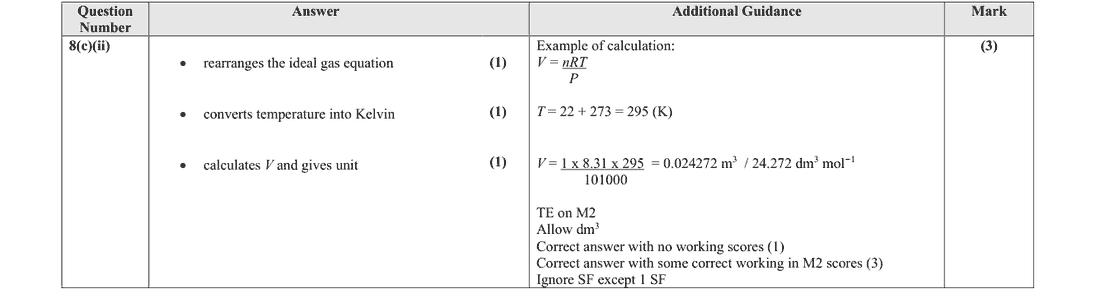 Question Number Answer Additional Guidance Mark
8(c)(ii) Example of calculation: (3)
• rearranges the ideal gas equation (1) V = nRT
P
• converts temperature into Kelvin (1) T = 22 + 273 = 295 (K)
• calculates V and gives unit (1) V = 1 x 8.31 x 295 = 0.024272 m³ / 24.272 dm³ mol⁻¹
101000
TE on M2
Allow dm³
Correct answer with no working scores (1)
Correct answer with some correct working in M2 scores (3)
Ignore SF except 1 SF